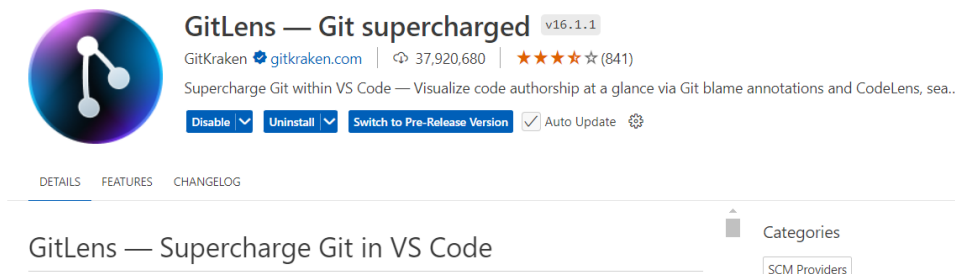 GitLens — Git supercharged v16.1.1
GitKraken gitkraken.com 37,920,680 (841)
Supercharge Git within VS Code — Visualize code authorship at a glance via Git blame annotations and CodeLens, sea...
Disable Uninstall Switch to Pre-Release Version Auto Update
DETAILS FEATURES CHANGELOG
GitLens — Supercharge Git in VS Code
Categories
SCM Providers